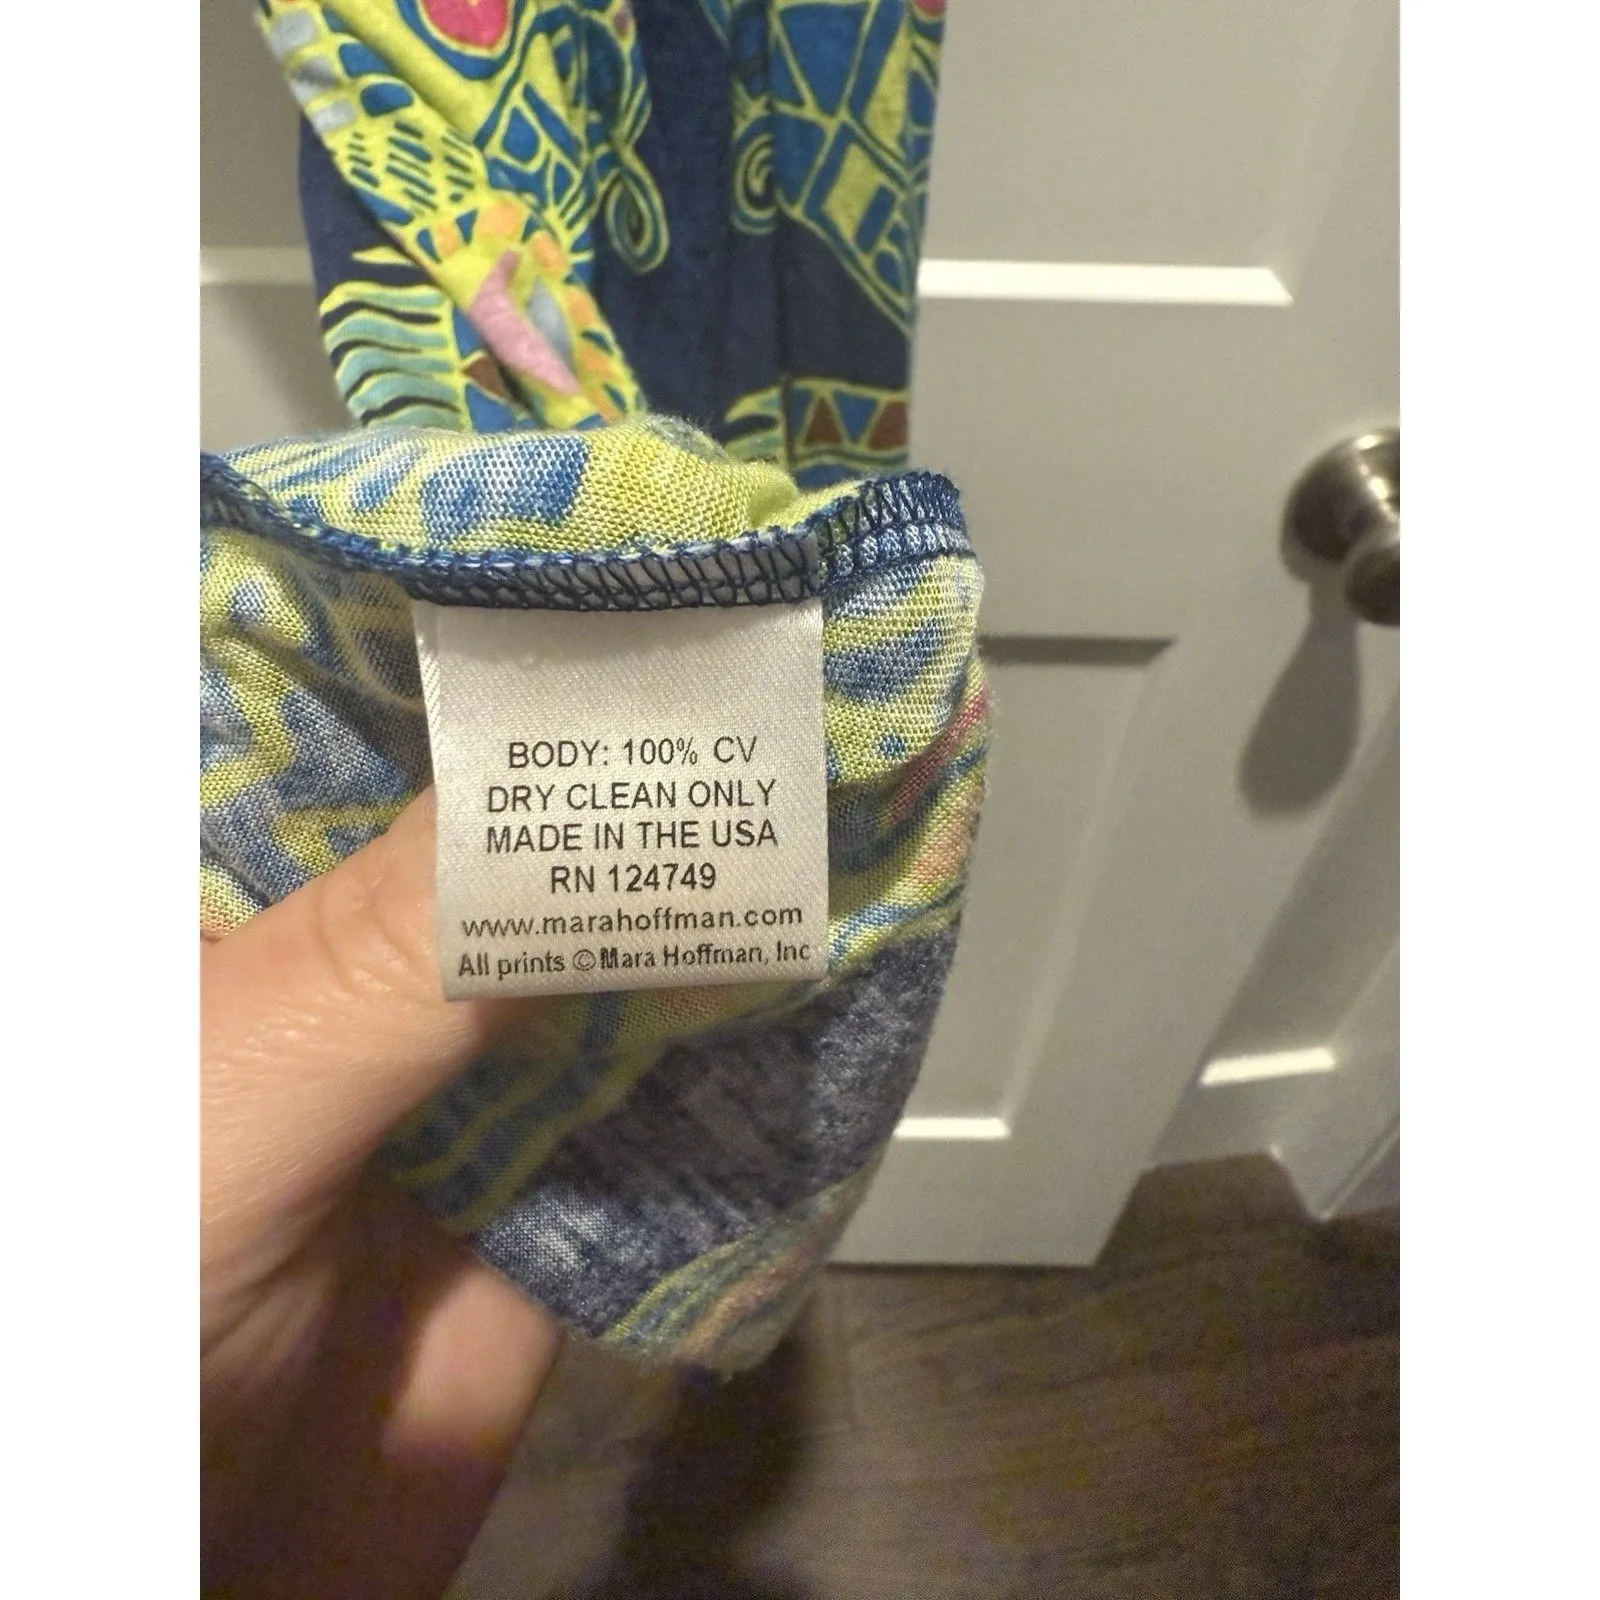 BODY: 100% CV
DRY CLEAN ONLY
MADE IN THE USA
RN 124749
www.marahoffman.com
All prints ©Mara Hoffman, Inc